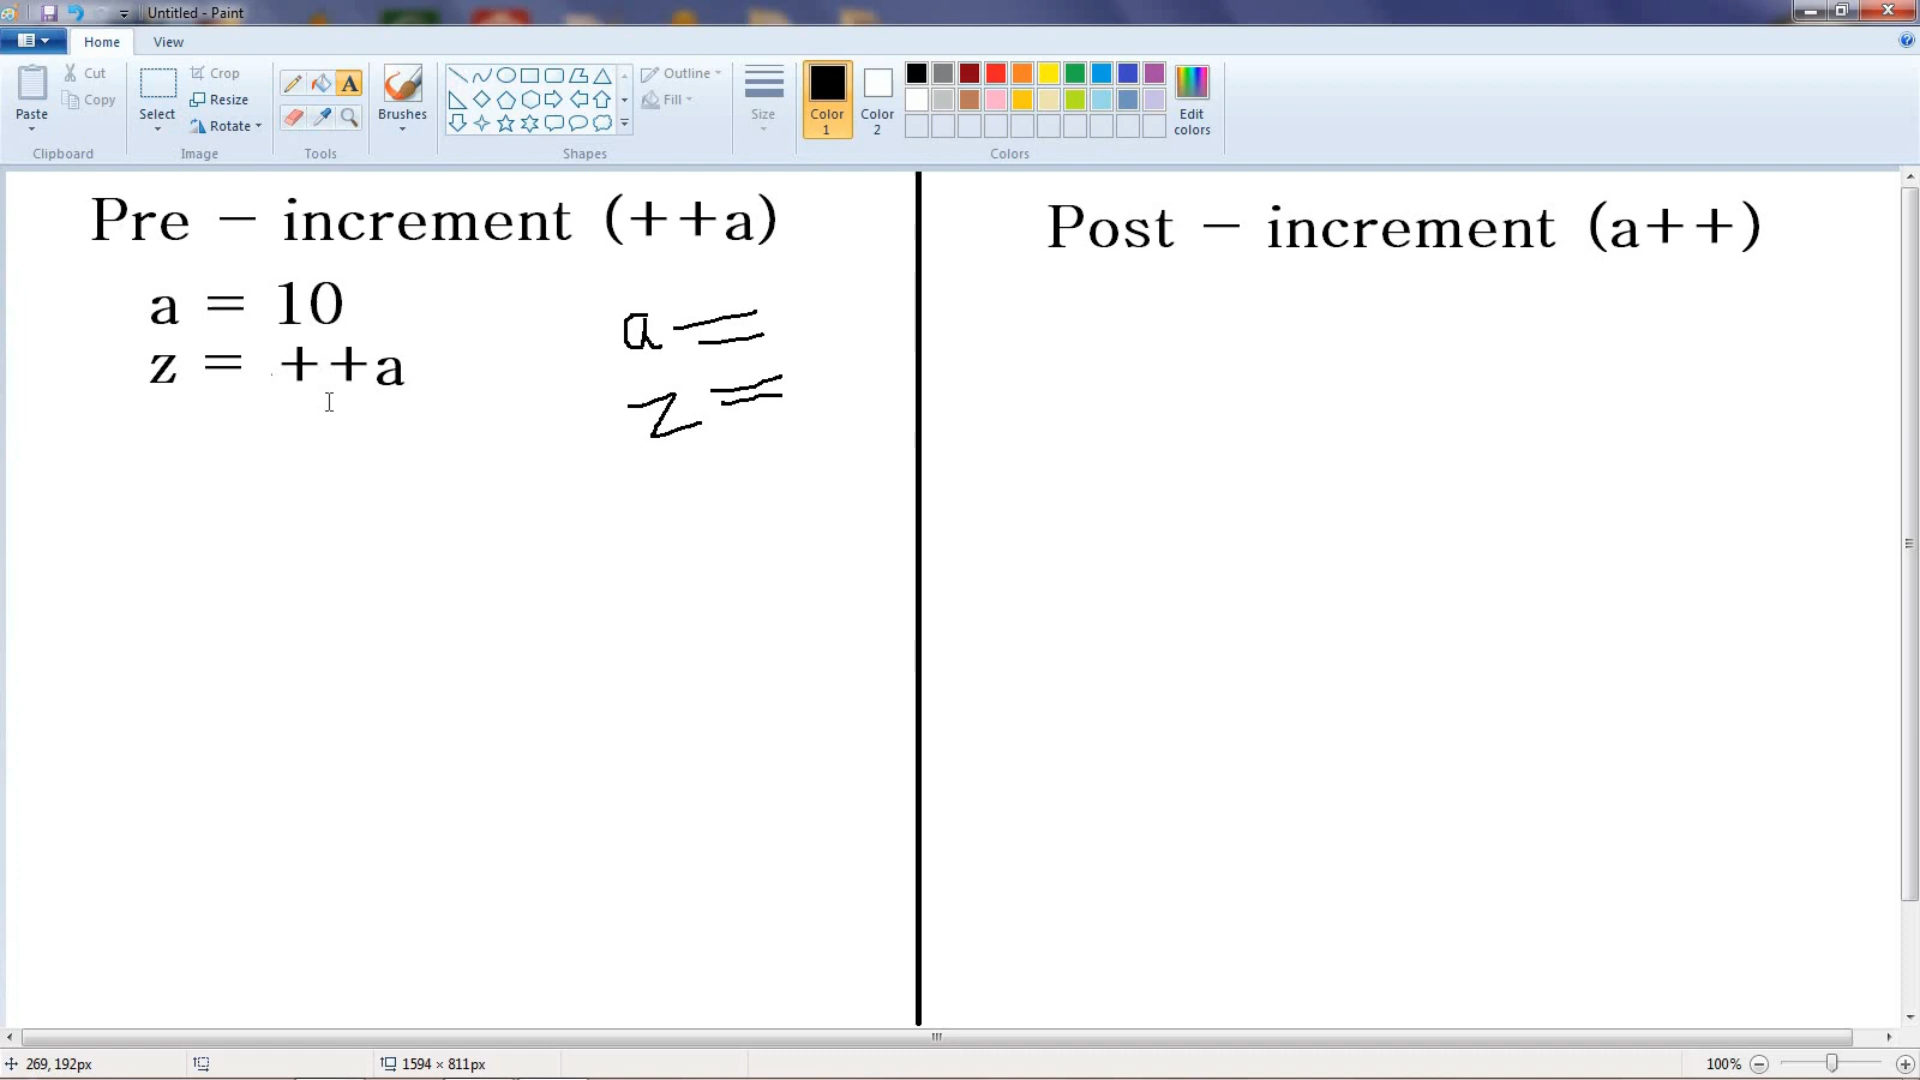 Untitled - Paint
Home View
Paste
Cut
Copy
Clipboard
Select
Crop
Resize
Rotate
Image
Tools
Brushes
Shapes
Outline
Fill
Size
Color 1
Color 2
Edit colors
Colors
Pre - increment (++a)
a = 10
z = ++a
a =
z =
Post - increment (a++)
269, 192px
1594 × 811px
100%